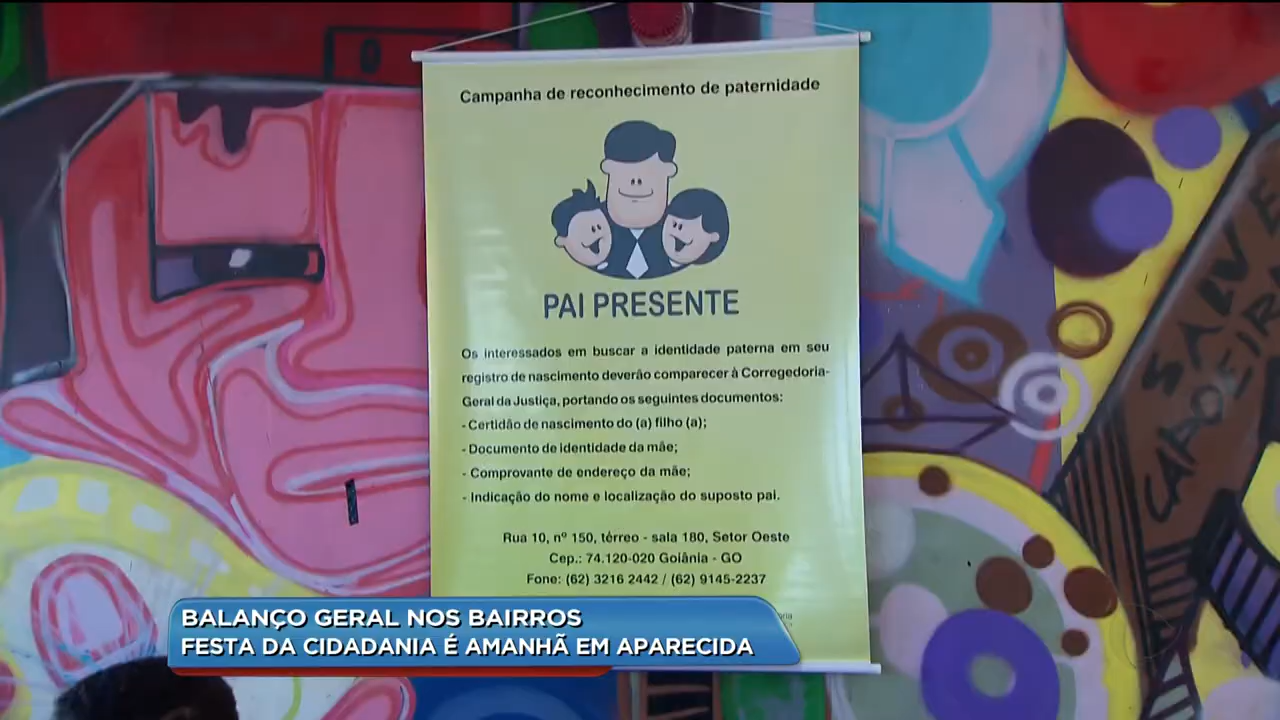 Campanha de reconhecimento de paternidade
PAI PRESENTE
Os interessados em buscar a identidade paterna em seu
registro de nascimento deverão comparecer à Corregedoria-
Geral da Justiça, portando os seguintes documentos:
- Certidão de nascimento do (a) filho (a);
- Documento de identidade da mãe;
- Comprovante de endereço da mãe;
- Indicação do nome e localização do suposto pai.
Rua 10, nº 150, térreo - sala 180, Setor Oeste
Cep.: 74.120-020 Goiânia - GO
Fone: (62) 3216 2442 / (62) 9145-2237
SALVE
CAPOEIRA
BALANÇO GERAL NOS BAIRROS
FESTA DA CIDADANIA É AMANHÃ EM APARECIDA